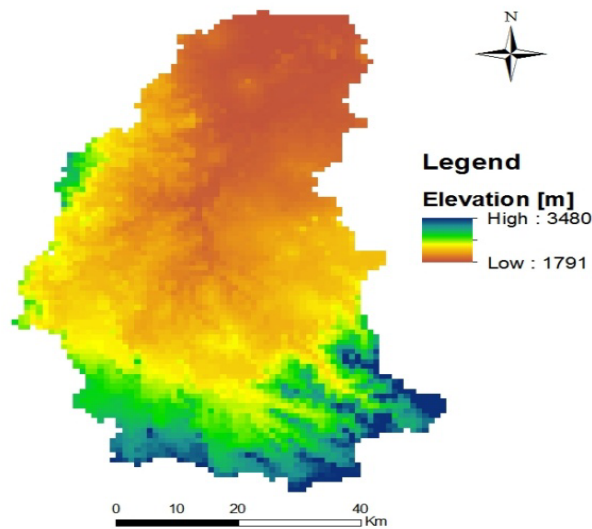 N
Legend
Elevation [m]
High : 3480
Low : 1791
0 10 20 40
Km